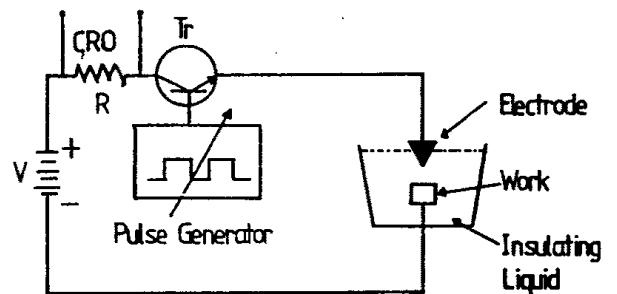 CRO
Tr
R
Electrode
V
+
−
Work
Pulse Generator
Insulating
Liquid